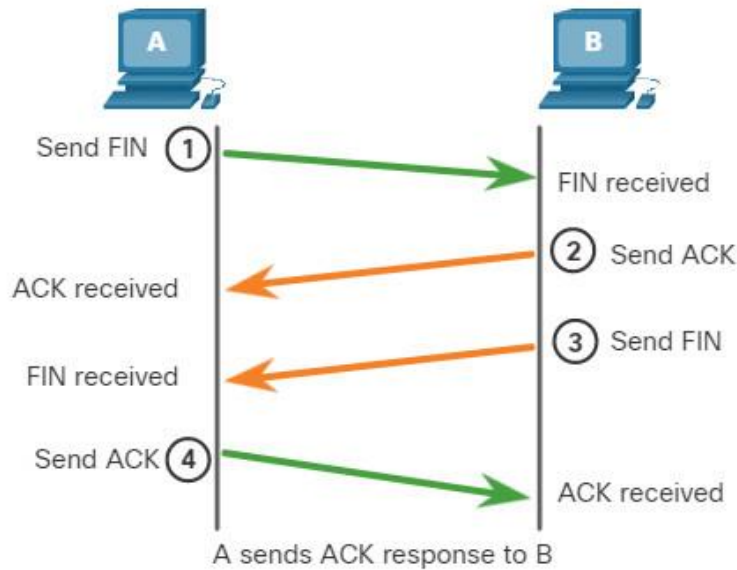 A
B
Send FIN 1
FIN received
2 Send ACK
ACK received
3 Send FIN
FIN received
Send ACK 4
ACK received
A sends ACK response to B